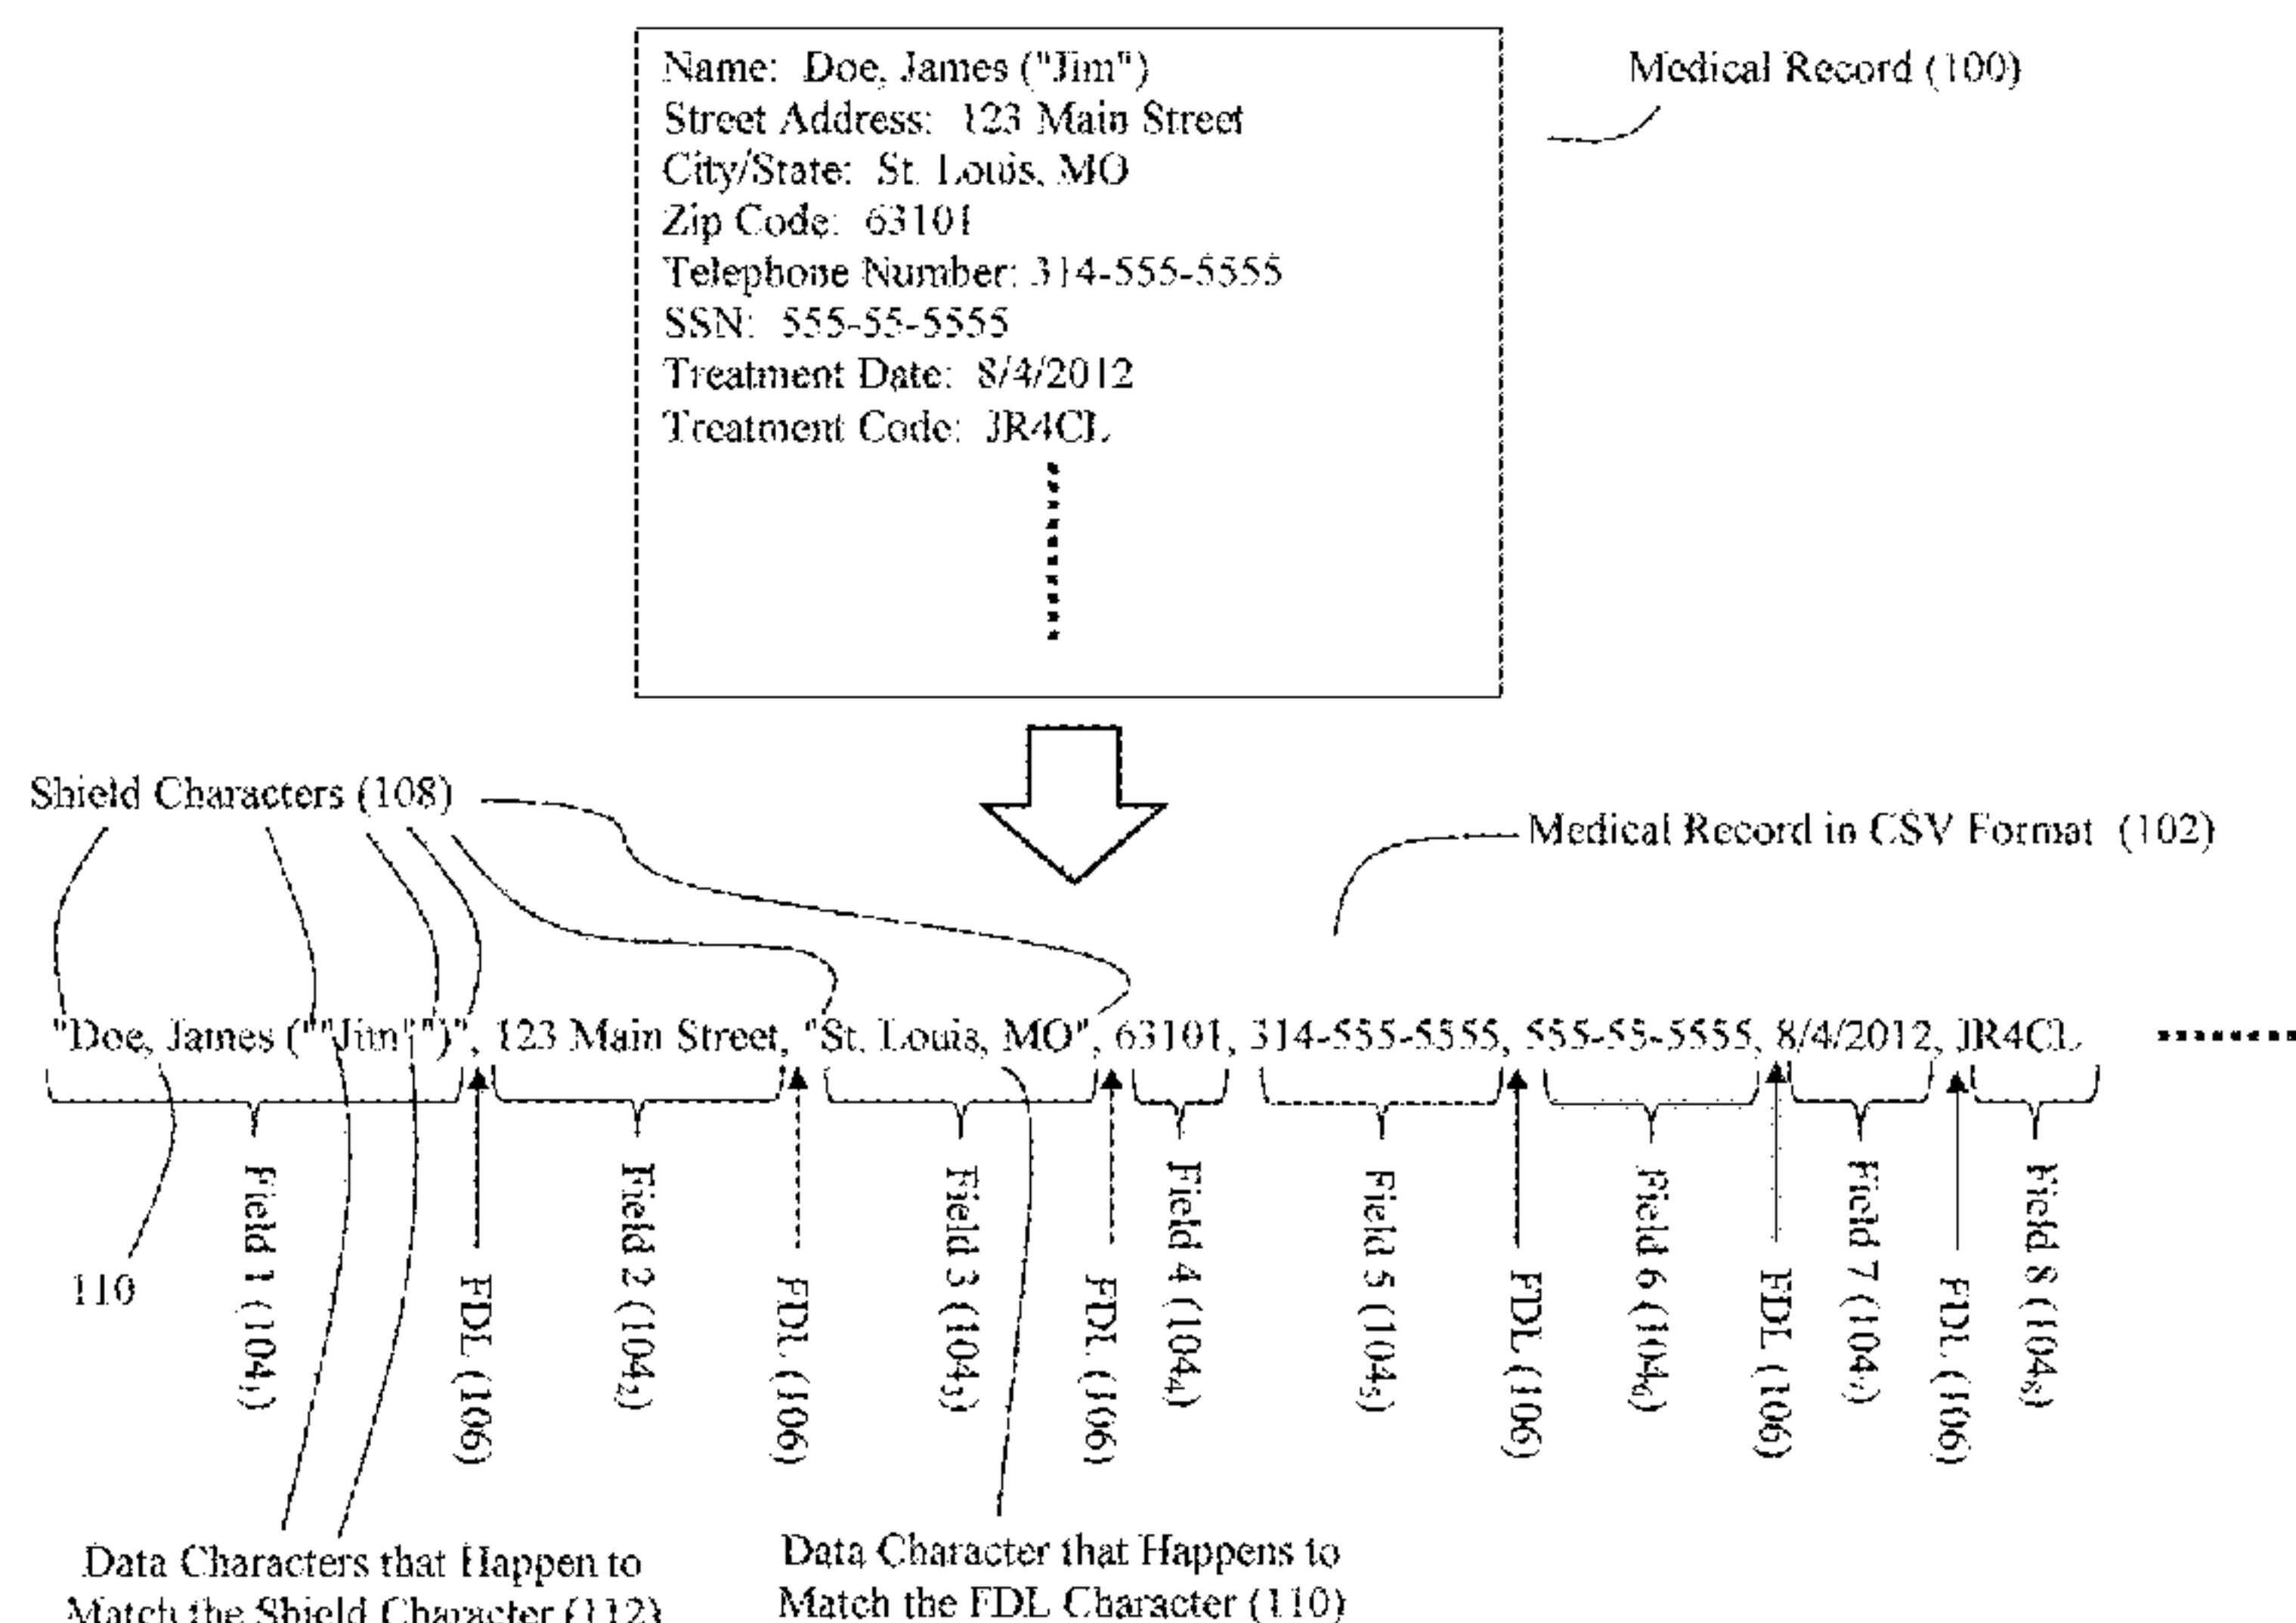 Name: Doe, James ("Jim")
Street Address: 123 Main Street
City/State: St. Louis, MO
Zip Code: 63101
Telephone Number: 314-555-5555
SSN: 555-55-5555
Treatment Date: 8/4/2012
Treatment Code: JR4CL
Medical Record (100)
Shield Characters (108)
Medical Record in CSV Format (102)
"Doe, James (""Jim"")", 123 Main Street, "St. Louis, MO", 63101, 314-555-5555, 555-55-5555, 8/4/2012, JR4CL
110
Field 1 (104₁)
FDL (106)
Field 2 (104₂)
FDL (106)
Field 3 (104₃)
FDL (106)
Field 4 (104₄)
Field 5 (104₅)
FDL (106)
Field 6 (104₆)
FDL (106)
Field 7 (104₇)
FDL (106)
Field 8 (104₈)
Data Characters that Happen to
Match the Shield Character (112)
Data Character that Happens to
Match the FDL Character (110)